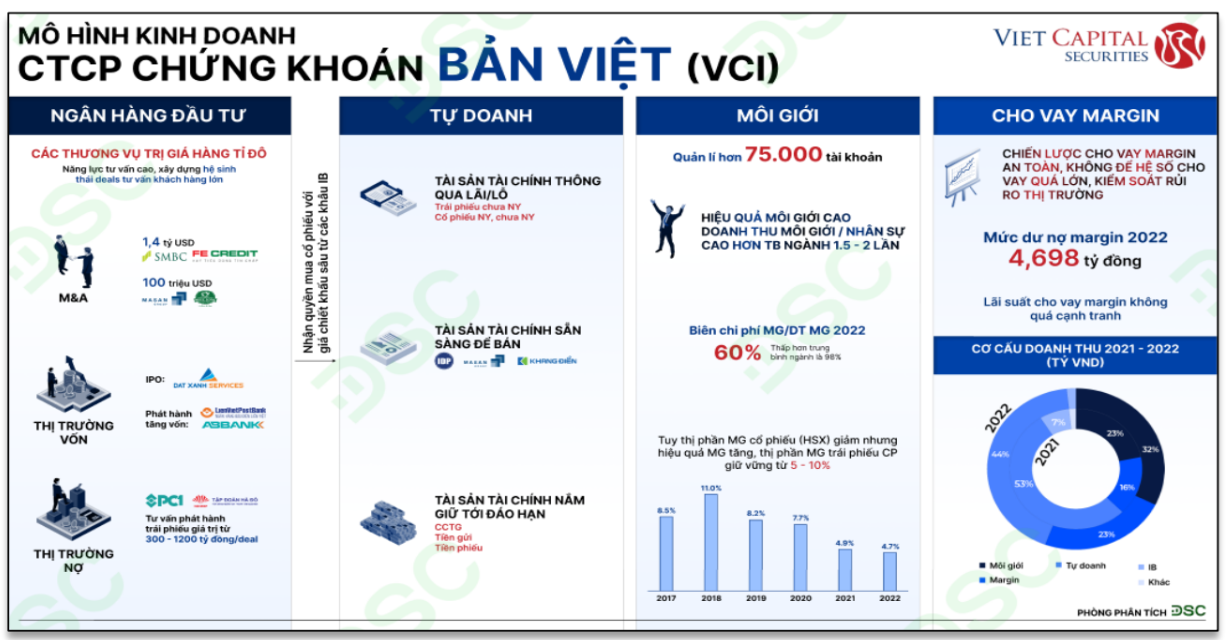 MÔ HÌNH KINH DOANH
CTCP CHỨNG KHOÁN BẢN VIỆT (VCI)
VIET CAPITAL
SECURITIES
NGÂN HÀNG ĐẦU TƯ
CÁC THƯƠNG VỤ TRỊ GIÁ HÀNG TỈ ĐÔ
Năng lực tư vấn cao, xây dựng hệ sinh
thái deals tư vấn khách hàng lớn
1,4 tỷ USD
SMBC FE CREDIT
100 triệu USD
MASAN
M&A
IPO:
DAT XANH SERVICES
Phát hành
tăng vốn:
LienVietPostBank
ABBANK
THỊ TRƯỜNG
VỐN
PC1 TẬP ĐOÀN HÀ ĐÔ
Tư vấn phát hành
trái phiếu giá trị từ
300 - 1200 tỷ đồng/deal
THỊ TRƯỜNG
NỢ
Nhận quyền mua cổ phiếu với
giá chiết khấu sâu từ các khâu IB
TỰ DOANH
TÀI SẢN TÀI CHÍNH THÔNG
QUA LÃI/LỖ
Trái phiếu chưa NY
Cổ phiếu NY, chưa NY
TÀI SẢN TÀI CHÍNH SẴN
SÀNG ĐỂ BÁN
IDP MASAN KHANG ĐIỀN
TÀI SẢN TÀI CHÍNH NẮM
GIỮ TỚI ĐÁO HẠN
CCTG
Tiền gửi
Tiền phiếu
MÔI GIỚI
Quản lí hơn 75.000 tài khoản
HIỆU QUẢ MÔI GIỚI CAO
DOANH THU MÔI GIỚI / NHÂN SỰ
CAO HƠN TB NGÀNH 1.5 - 2 LẦN
Biên chi phí MG/DT MG 2022
60% Thấp hơn trung
bình ngành là 98%
Tuy thị phần MG cổ phiếu (HSX) giảm nhưng
hiệu quả MG tăng, thị phần MG trái phiếu CP
giữ vững từ 5 - 10%
8.5% 11.0% 8.2% 7.7% 4.9% 4.7%
2017 2018 2019 2020 2021 2022
CHO VAY MARGIN
CHIẾN LƯỢC CHO VAY MARGIN
AN TOÀN, KHÔNG ĐỂ HỆ SỐ CHO
VAY QUÁ LỚN, KIỂM SOÁT RỦI
RO THỊ TRƯỜNG
Mức dư nợ margin 2022
4,698 tỷ đồng
Lãi suất cho vay margin không
quá cạnh tranh
CƠ CẤU DOANH THU 2021 - 2022
(TỶ VND)
2022
2021
7%
23%
32%
44%
53%
16%
23%
Môi giới Tự doanh IB
Margin Khác
PHÒNG PHÂN TÍCH DSC